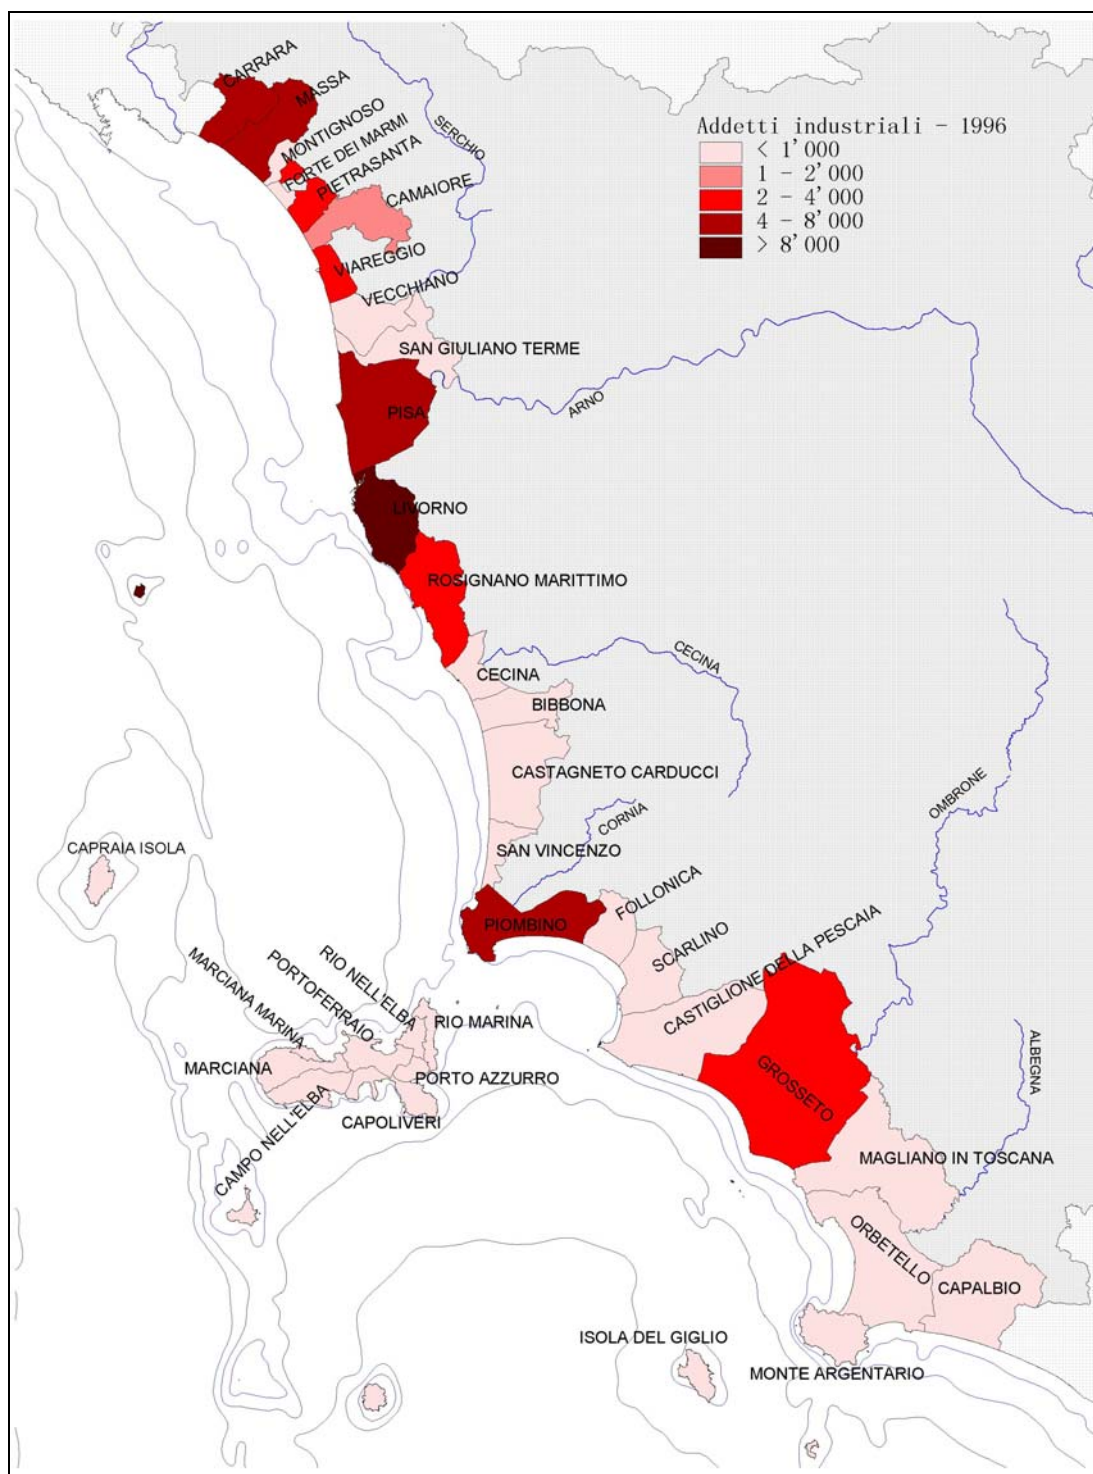 CARRARA
MASSA
MONTIGNOSO
FORTE DEI MARMI
PIETRASANTA
SERCHIO
CAMAIORE
Addetti industriali - 1996
< 1'000
1 - 2'000
2 - 4'000
4 - 8'000
> 8'000
VIAREGGIO
VECCHIANO
SAN GIULIANO TERME
PISA
ARNO
LIVORNO
ROSIGNANO MARITTIMO
CECINA
CECINA
BIBBONA
CASTAGNETO CARDUCCI
OMBRONE
CORNIA
SAN VINCENZO
CAPRAIA ISOLA
FOLLONICA
PIOMBINO
SCARLINO
CASTIGLIONE DELLA PESCAIA
MARCIANA MARINA
PORTOFERRAIO
RIO NELL'ELBA
RIO MARINA
MARCIANA
PORTO AZZURRO
GROSSETO
ALBEGNA
CAMPO NELL'ELBA
CAPOLIVERI
MAGLIANO IN TOSCANA
ORBETELLO
CAPALBIO
ISOLA DEL GIGLIO
MONTE ARGENTARIO